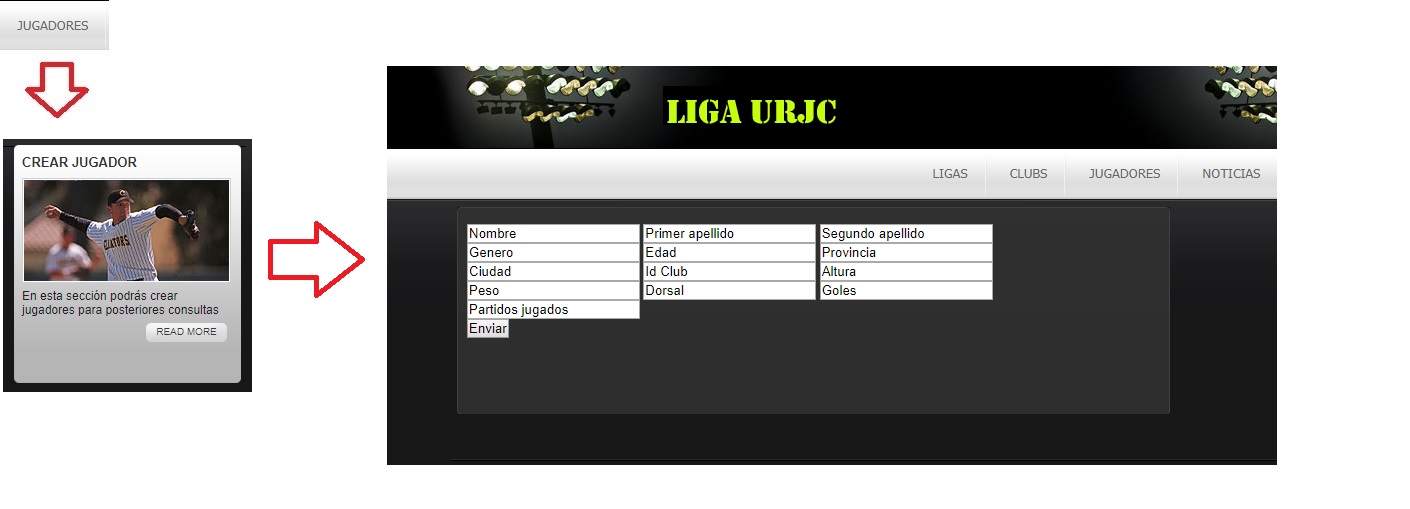 JUGADORES
CREAR JUGADOR
En esta sección podrás crear
jugadores para posteriores consultas
READ MORE
LIGA URJC
LIGAS CLUBS JUGADORES NOTICIAS
Nombre Primer apellido Segundo apellido
Genero Edad Provincia
Ciudad Id Club Altura
Peso Dorsal Goles
Partidos jugados
Enviar